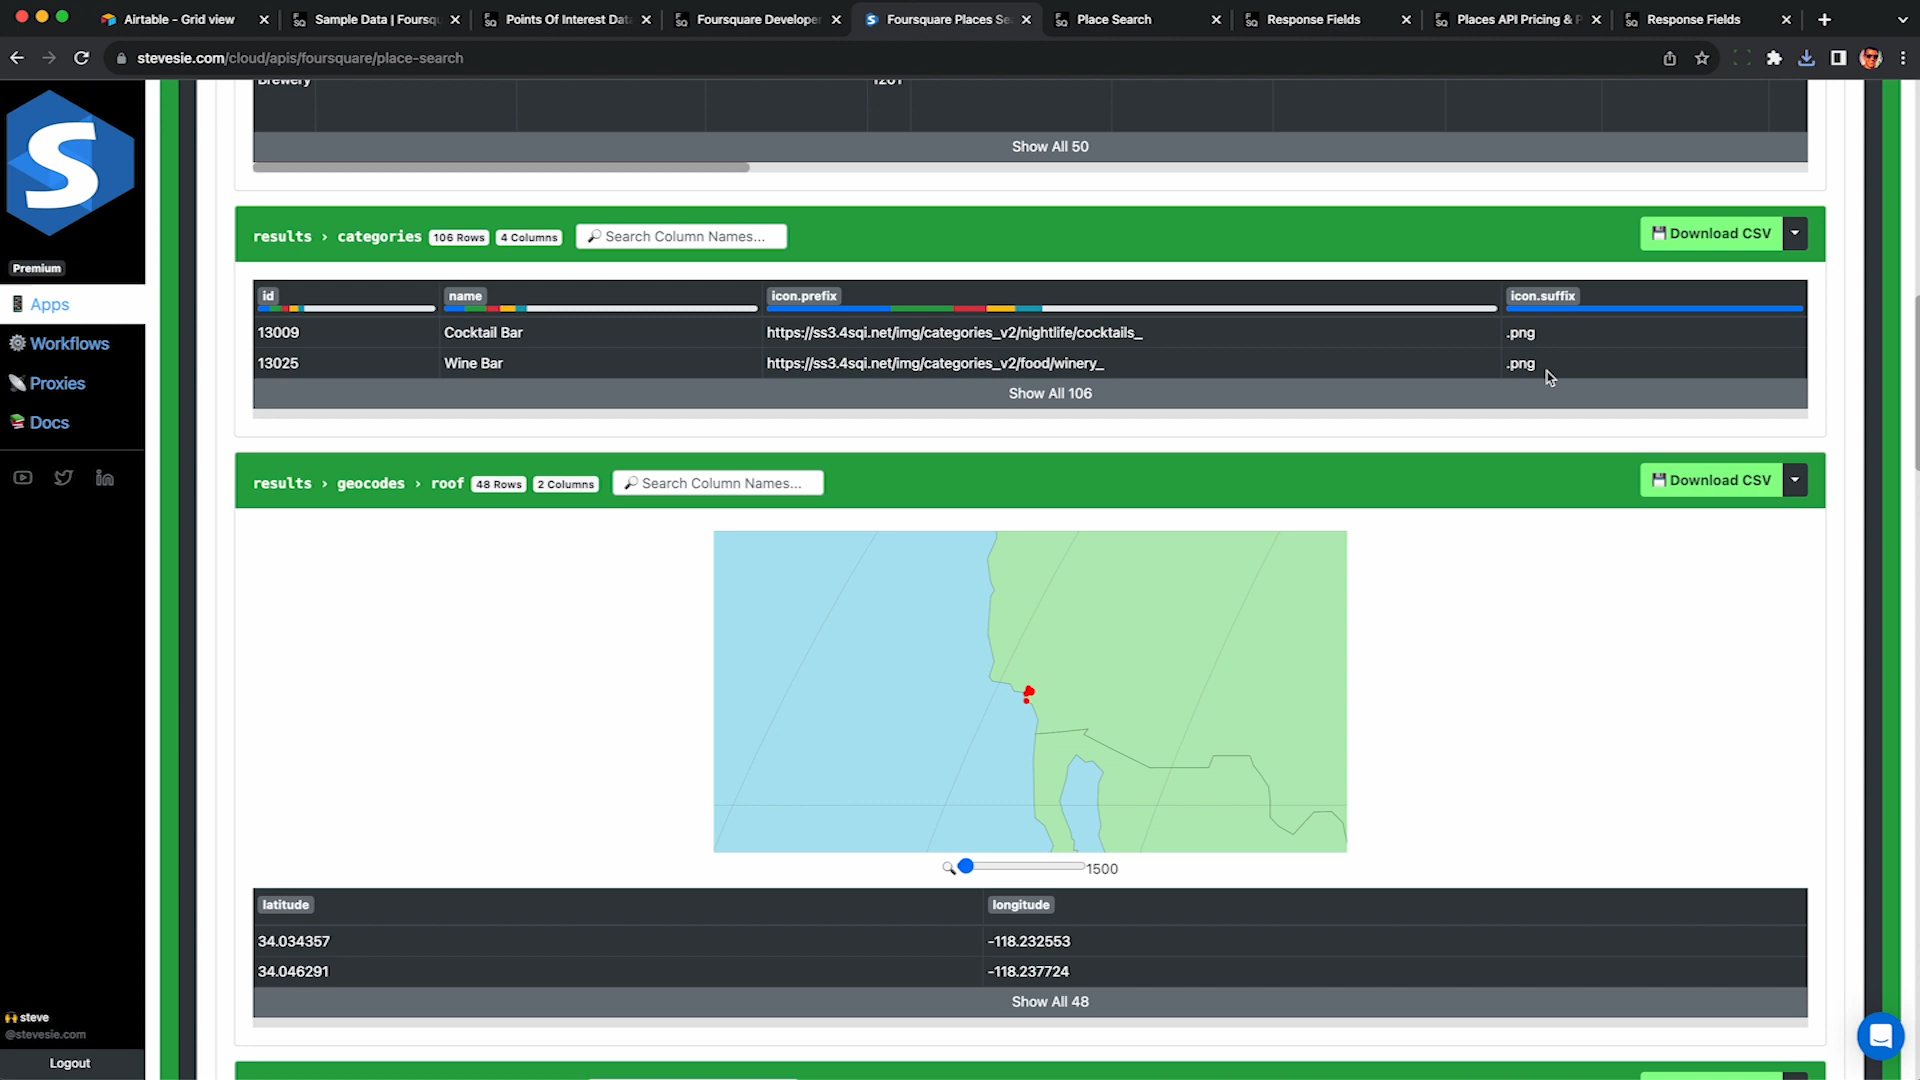 Airtable - Grid view
Sample Data | Foursqu
Points Of Interest Data
Foursquare Developer
Foursquare Places Se
Place Search
Response Fields
Places API Pricing & P
Response Fields
stevesie.com/cloud/apis/foursquare/place-search
S
Premium
Apps
Workflows
Proxies
Docs
Brewery 1261
Show All 50
results › categories 106 Rows 4 Columns Search Column Names... Download CSV
id name icon.prefix icon.suffix
13009 Cocktail Bar https://ss3.4sqi.net/img/categories_v2/nightlife/cocktails_ .png
13025 Wine Bar https://ss3.4sqi.net/img/categories_v2/food/winery_ .png
Show All 106
results › geocodes › roof 48 Rows 2 Columns Search Column Names... Download CSV
1500
latitude longitude
34.034357 -118.232553
34.046291 -118.237724
Show All 48
steve
@stevesie.com
Logout